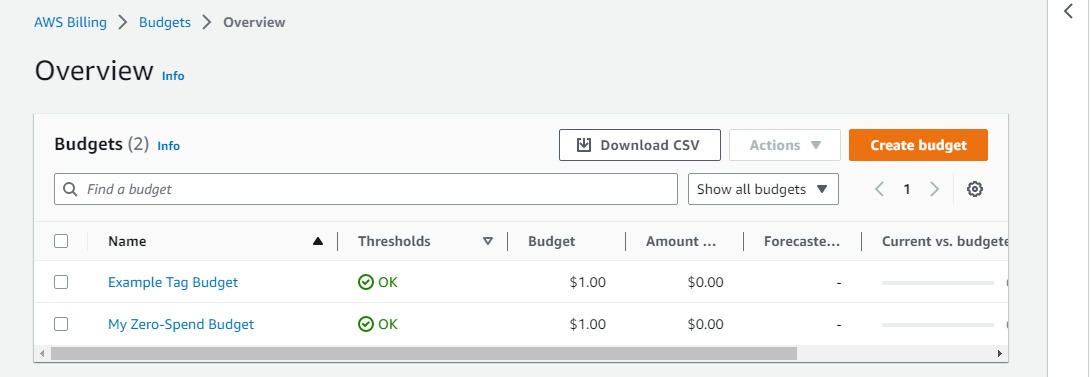 AWS Billing > Budgets > Overview
Overview Info
Budgets (2) Info Download CSV Actions Create budget
Find a budget Show all budgets 1
Name Thresholds Budget Amount ... Forecaste... Current vs. budgete
Example Tag Budget OK $1.00 $0.00 -
My Zero-Spend Budget OK $1.00 $0.00 -